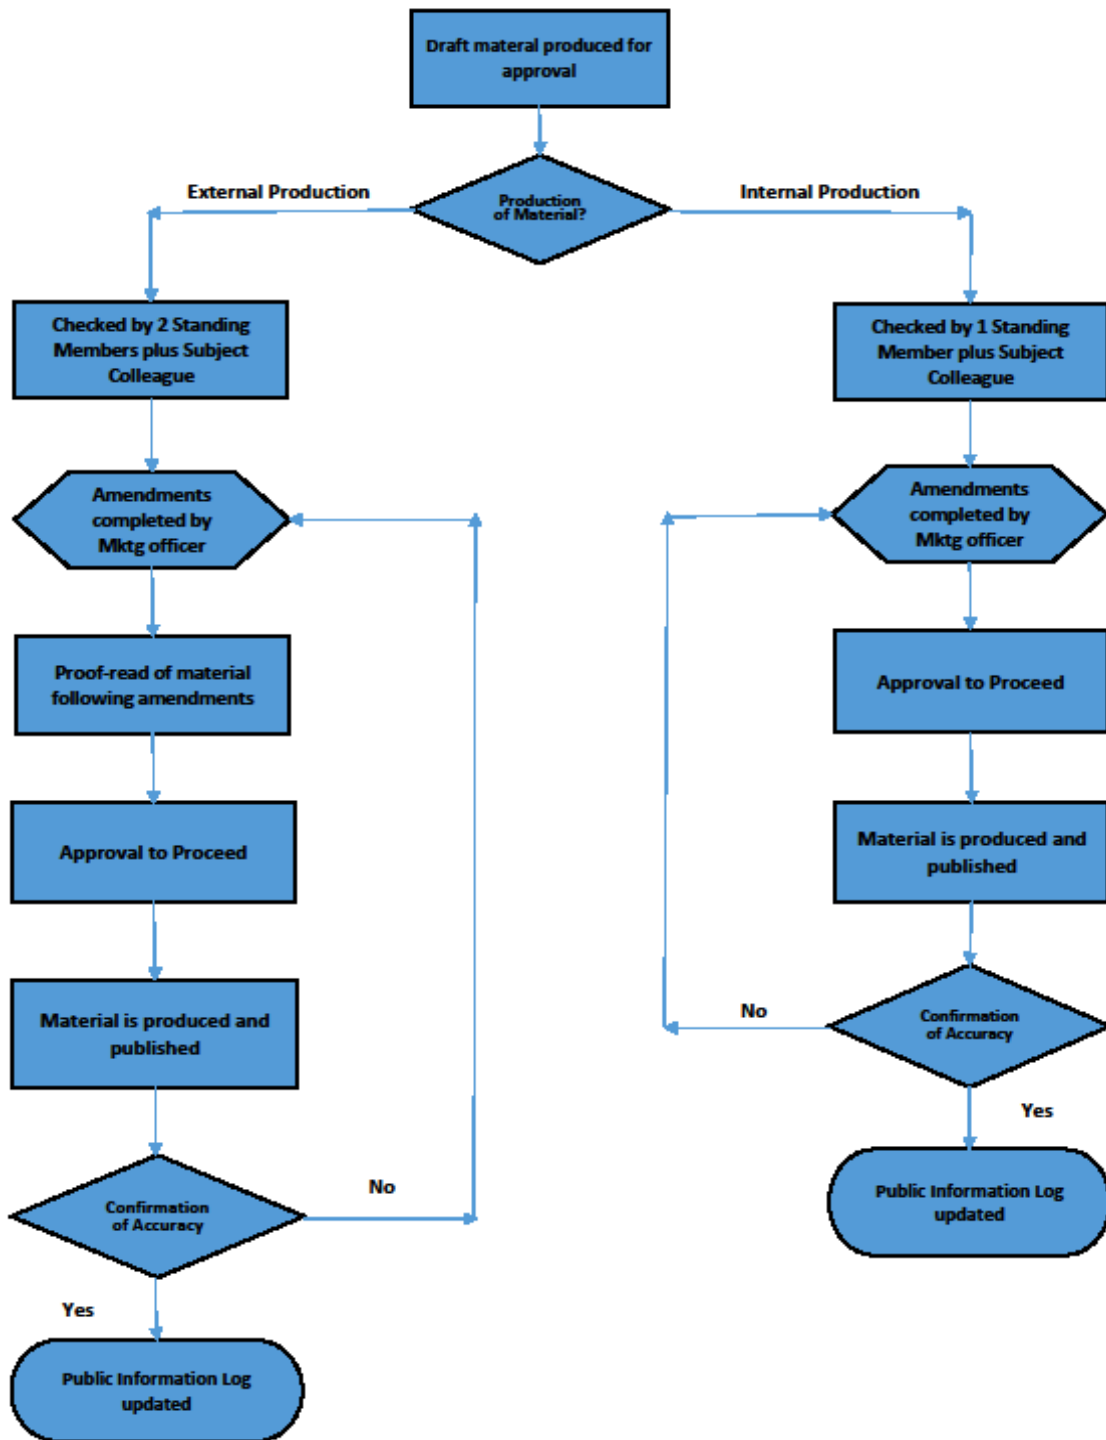 Draft materal produced for
approval
Production
of Material?
External Production
Internal Production
Checked by 2 Standing
Members plus Subject
Colleague
Amendments
completed by
Mktg officer
Proof-read of material
following amendments
Approval to Proceed
Material is produced and
published
Confirmation
of Accuracy
No
Yes
Public Information Log
updated
Checked by 1 Standing
Member plus Subject
Colleague
Amendments
completed by
Mktg officer
Approval to Proceed
Material is produced and
published
Confirmation
of Accuracy
No
Yes
Public Information Log
updated